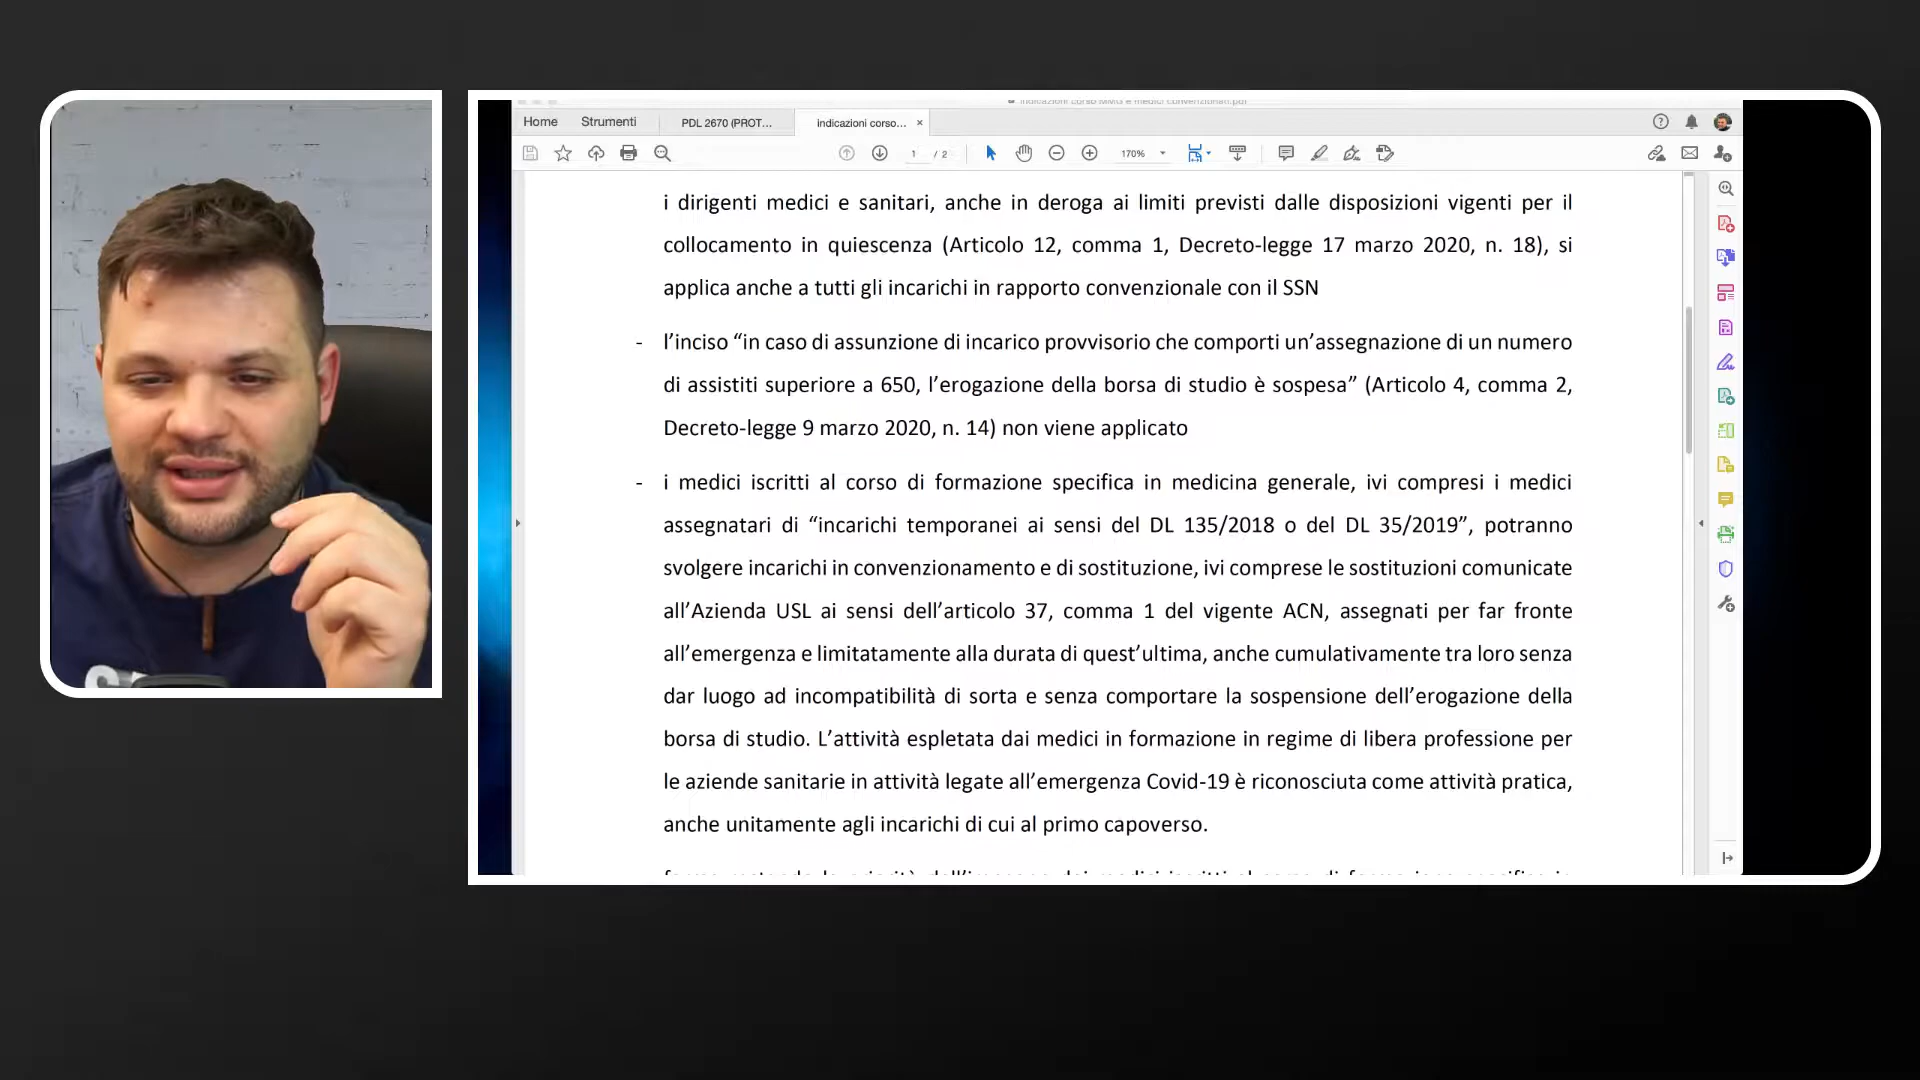 indicazioni corso MMG e medici convenzionati.pdf
Home Strumenti PDL 2670 (PROT... indicazioni corso... ×
1 / 2 170%
i dirigenti medici e sanitari, anche in deroga ai limiti previsti dalle disposizioni vigenti per il
collocamento in quiescenza (Articolo 12, comma 1, Decreto-legge 17 marzo 2020, n. 18), si
applica anche a tutti gli incarichi in rapporto convenzionale con il SSN
- l’inciso “in caso di assunzione di incarico provvisorio che comporti un’assegnazione di un numero
di assistiti superiore a 650, l’erogazione della borsa di studio è sospesa” (Articolo 4, comma 2,
Decreto-legge 9 marzo 2020, n. 14) non viene applicato
- i medici iscritti al corso di formazione specifica in medicina generale, ivi compresi i medici
assegnatari di “incarichi temporanei ai sensi del DL 135/2018 o del DL 35/2019”, potranno
svolgere incarichi in convenzionamento e di sostituzione, ivi comprese le sostituzioni comunicate
all’Azienda USL ai sensi dell’articolo 37, comma 1 del vigente ACN, assegnati per far fronte
all’emergenza e limitatamente alla durata di quest’ultima, anche cumulativamente tra loro senza
dar luogo ad incompatibilità di sorta e senza comportare la sospensione dell’erogazione della
borsa di studio. L’attività espletata dai medici in formazione in regime di libera professione per
le aziende sanitarie in attività legate all’emergenza Covid-19 è riconosciuta come attività pratica,
anche unitamente agli incarichi di cui al primo capoverso.